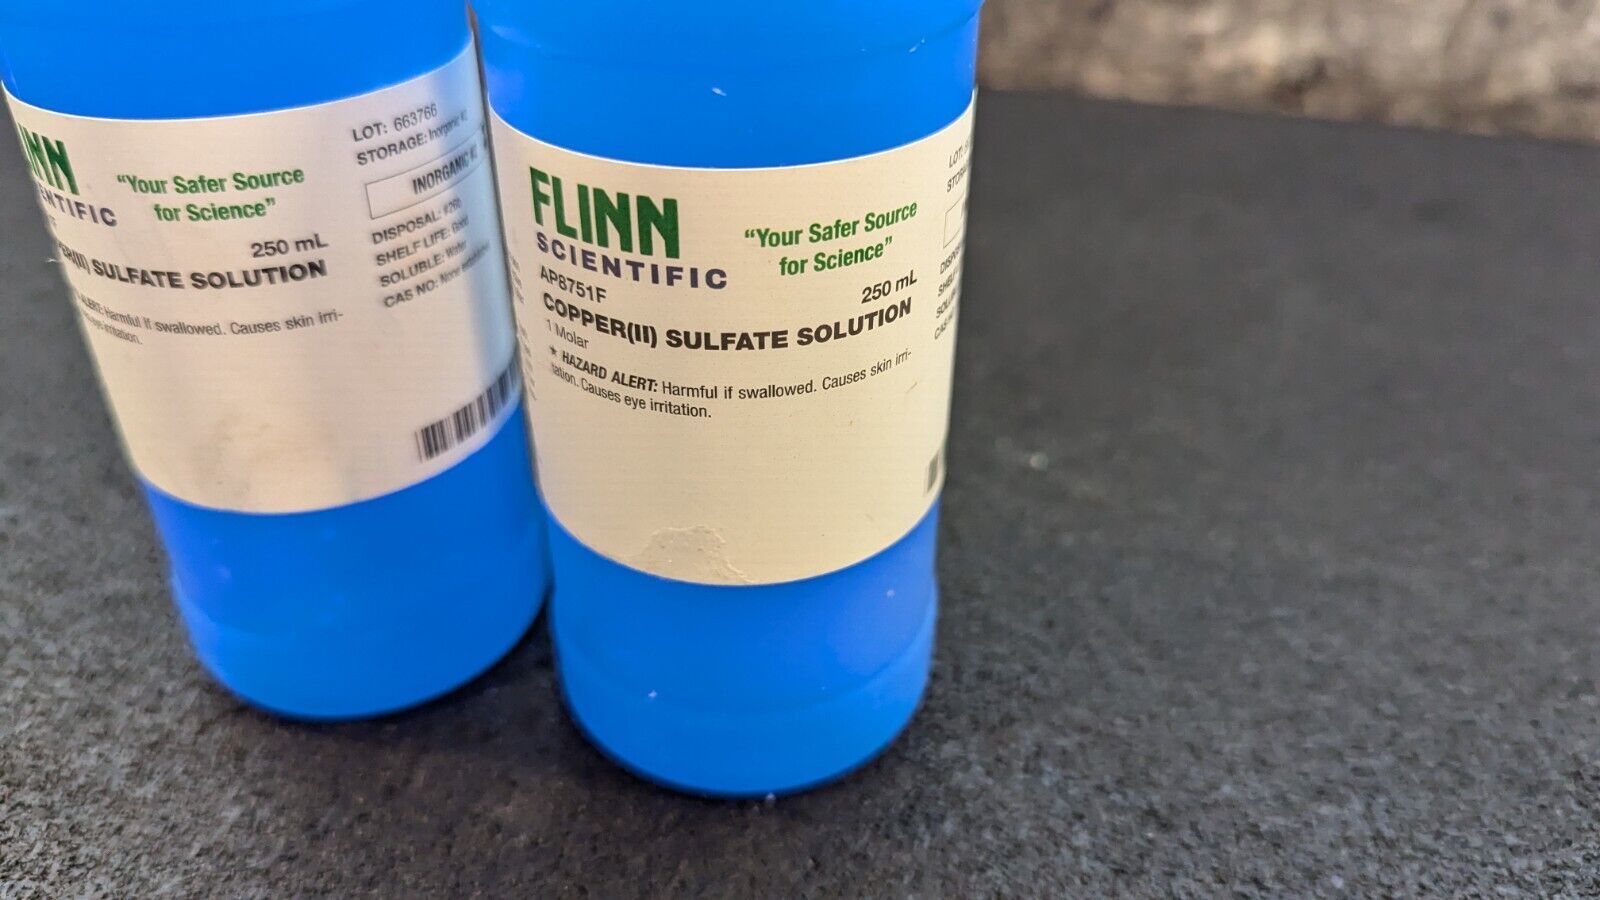 "Your Safer Source
for Science"
250 mL
SULFATE SOLUTION
Harmful if swallowed. Causes skin irri-
LOT: 663766
STORAGE: Inorganic #2
INORGANIC #2
DISPOSAL: #26b
SHELF LIFE: Good
SOLUBLE: Water
CAS NO: None
FLINN
SCIENTIFIC
"Your Safer Source
for Science"
AP8751F
250 mL
COPPER(II) SULFATE SOLUTION
1 Molar
* HAZARD ALERT: Harmful if swallowed. Causes skin irri-
tation. Causes eye irritation.